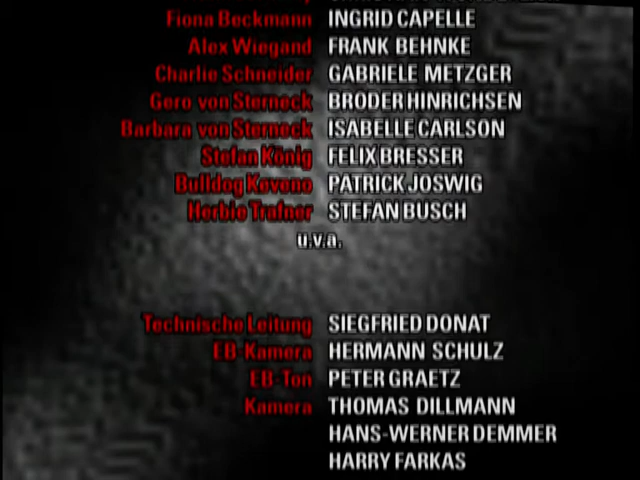 Fiona Beckmann INGRID CAPELLE
Alex Wiegand FRANK BEHNKE
Charlie Schneider GABRIELE METZGER
Gero von Sterneck BRODER HINRICHSEN
Barbara von Sterneck ISABELLE CARLSON
Stefan König FELIX BRESSER
Bulldog PATRICK JOSWIG
Herbie Trafner STEFAN BUSCH
u.v.a.
Technische Leitung SIEGFRIED DONAT
EB-Kamera HERMANN SCHULZ
EB-Ton PETER GRAETZ
Kamera THOMAS DILLMANN
HANS-WERNER DEMMER
HARRY FARKAS